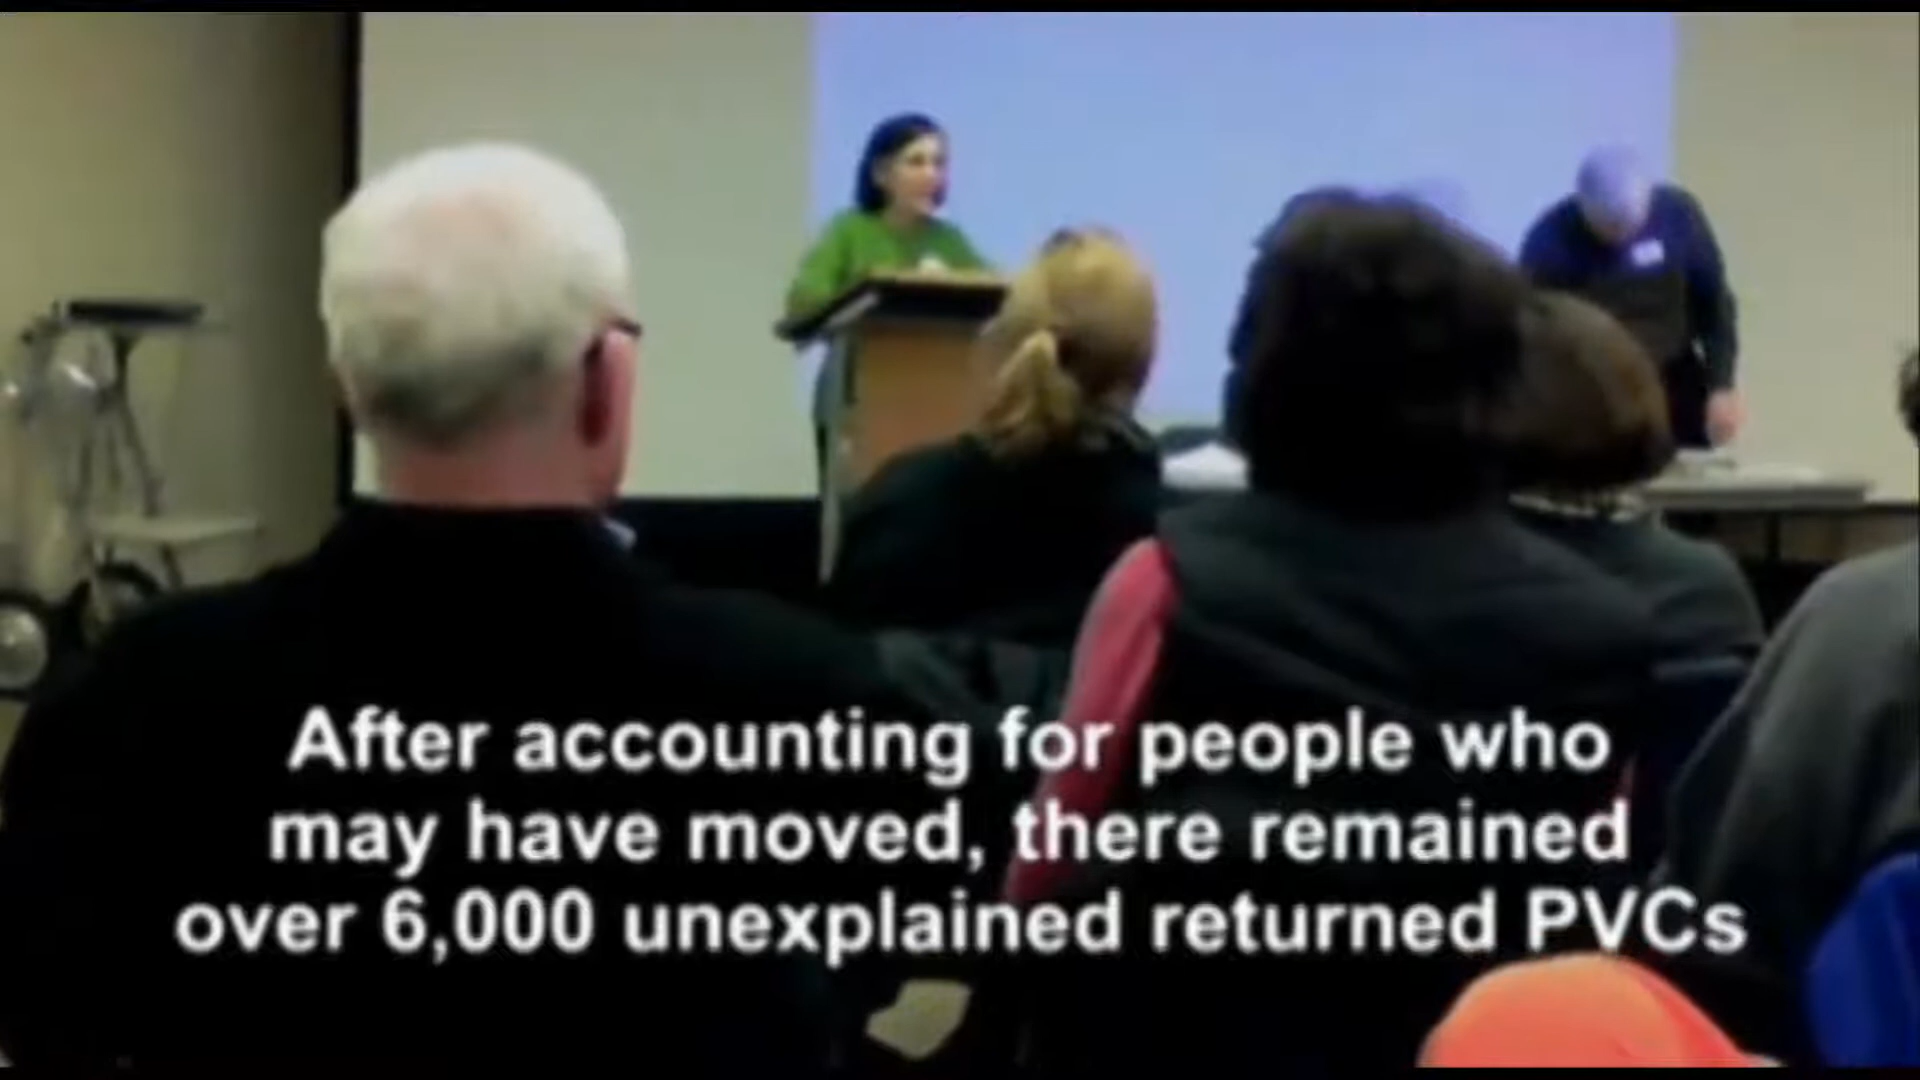 After accounting for people who
may have moved, there remained
over 6,000 unexplained returned PVCs